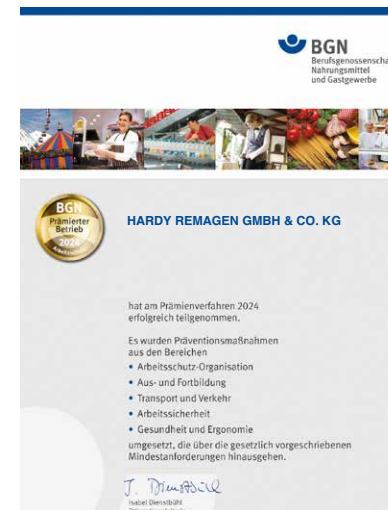 BGN
Nahrungsmittel
und Gastgewerbe
BGN
Prämierter
Betrieb
2024
HARDY REMAGEN GMBH & CO. KG
hat am Prämienverfahren 2024
erfolgreich teilgenommen.
Es wurden Präventionsmaßnahmen
aus den Bereichen
• Arbeitsschutz-Organisation
• Aus- und Fortbildung
• Transport und Verkehr
• Arbeitssicherheit
• Gesundheit und Ergonomie
umgesetzt, die über die gesetzlich vorgeschriebenen
Mindestanforderungen hinausgehen.
Isabel Dienstbühl